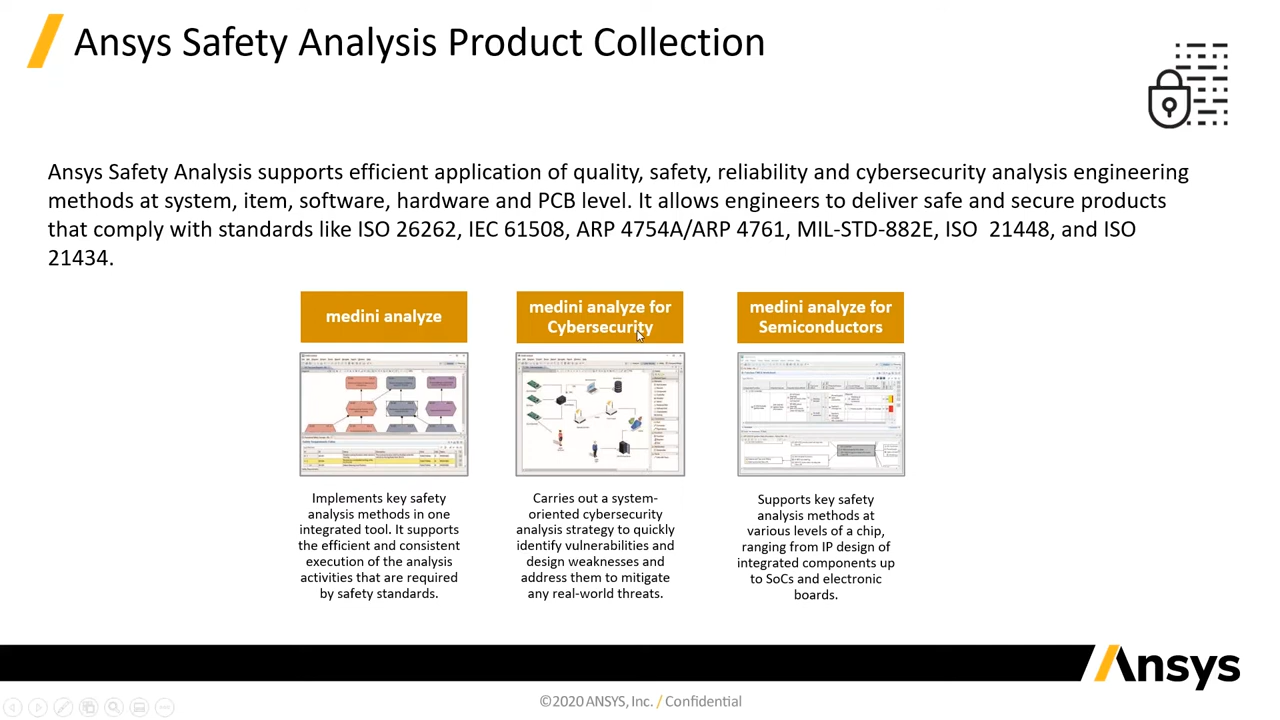 Ansys Safety Analysis Product Collection
Ansys Safety Analysis supports efficient application of quality, safety, reliability and cybersecurity analysis engineering
methods at system, item, software, hardware and PCB level. It allows engineers to deliver safe and secure products
that comply with standards like ISO 26262, IEC 61508, ARP 4754A/ARP 4761, MIL-STD-882E, ISO  21448, and ISO
21434.
medini analyze
Implements key safety
analysis methods in one
integrated tool. It supports
the efficient and consistent
execution of the analysis
activities that are required
by safety standards.
medini analyze for
Cybersecurity
Carries out a system-
oriented cybersecurity
analysis strategy to quickly
identify vulnerabilities and
design weaknesses and
address them to mitigate
any real-world threats.
medini analyze for
Semiconductors
Supports key safety
analysis methods at
various levels of a chip,
ranging from IP design of
integrated components up
to SoCs and electronic
boards.
Ansys
©2020 ANSYS, Inc. / Confidential